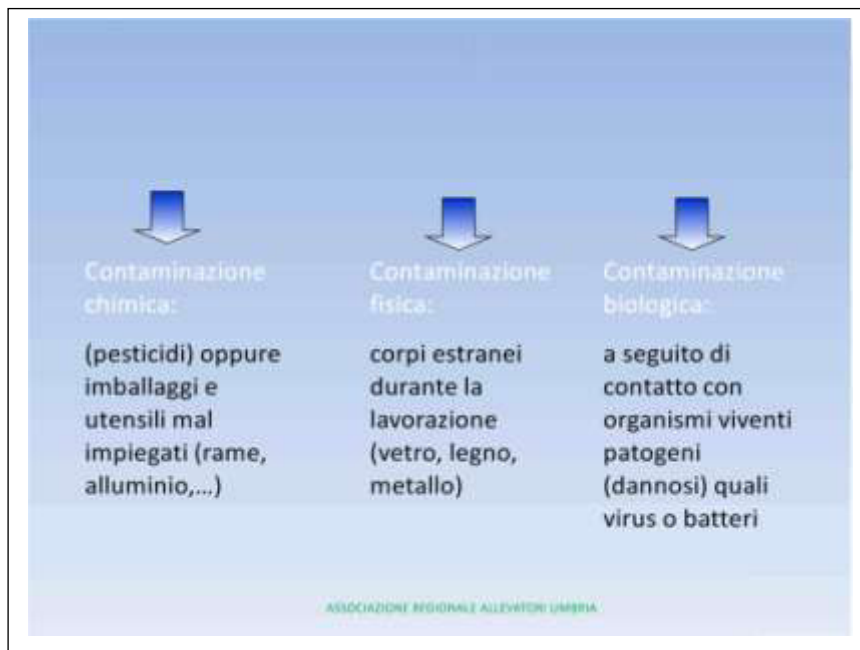 Contaminazione
chimica:
(pesticidi) oppure
imballaggi e
utensili mal
impiegati (rame,
alluminio,...)
Contaminazione
fisica:
corpi estranei
durante la
lavorazione
(vetro, legno,
metallo)
Contaminazione
biologica:
a seguito di
contatto con
organismi viventi
patogeni
(dannosi) quali
virus o batteri
ASSOCIAZIONE REGIONALE ALLEVATORI UMBRIA